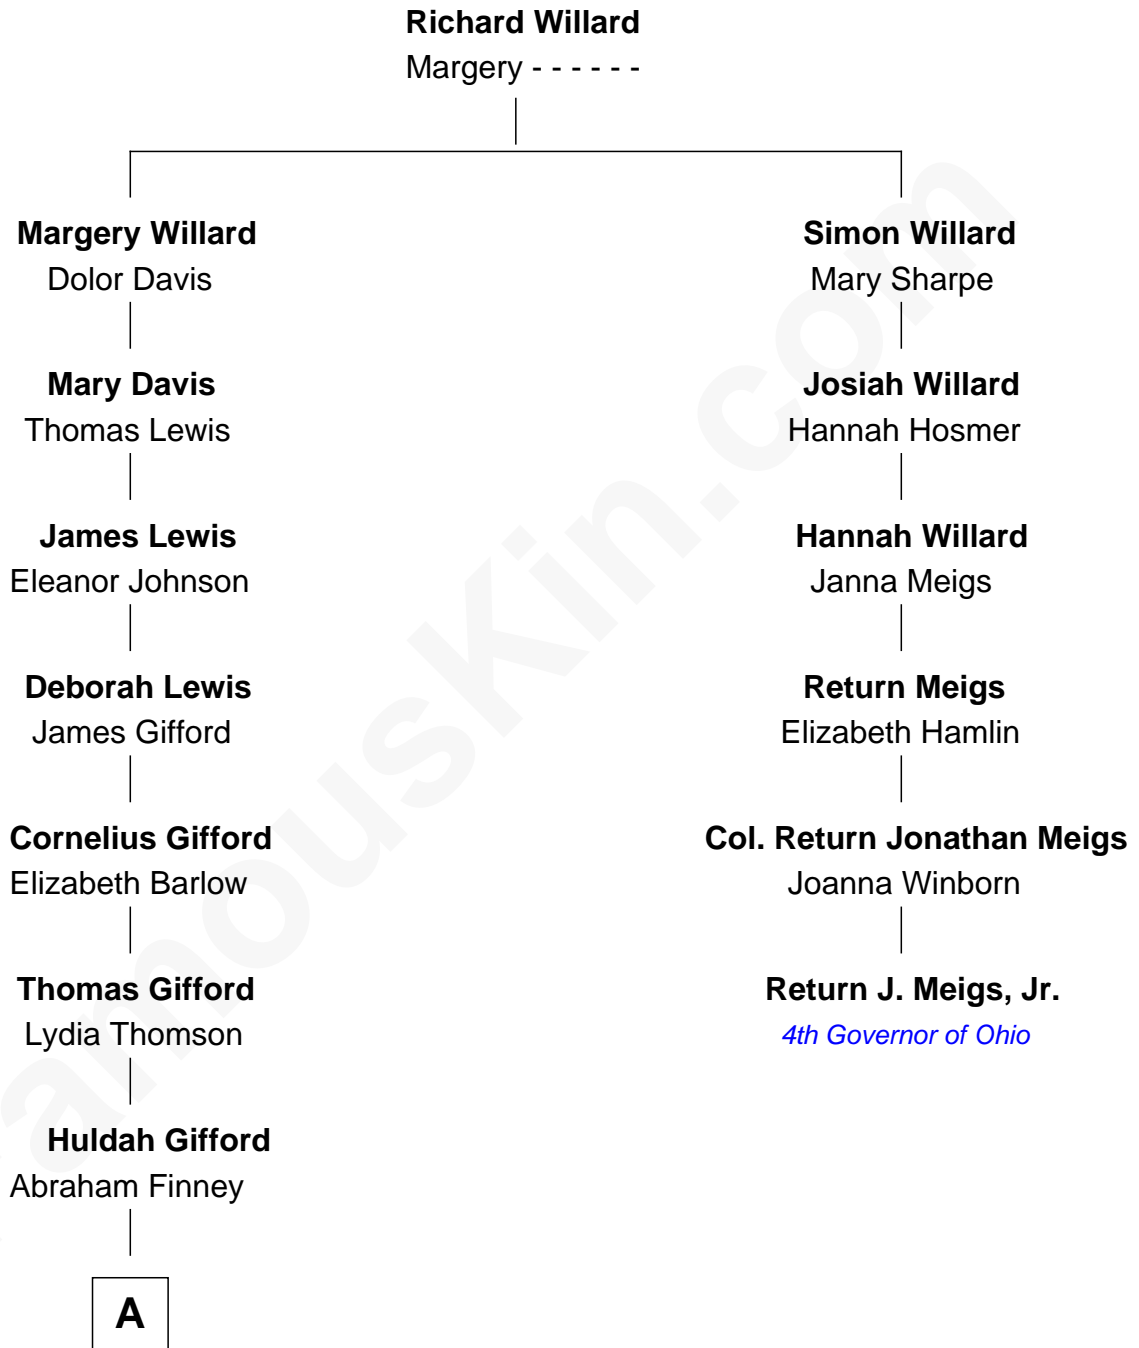 Richard Willard
Margery - - - - - -
Margery Willard
Dolor Davis
Simon Willard
Mary Sharpe
Mary Davis
Thomas Lewis
Josiah Willard
Hannah Hosmer
James Lewis
Eleanor Johnson
Hannah Willard
Janna Meigs
Deborah Lewis
James Gifford
Return Meigs
Elizabeth Hamlin
Cornelius Gifford
Elizabeth Barlow
Col. Return Jonathan Meigs
Joanna Winborn
Thomas Gifford
Lydia Thomson
Return J. Meigs, Jr.
4th Governor of Ohio
Huldah Gifford
Abraham Finney
A
amousKin.com